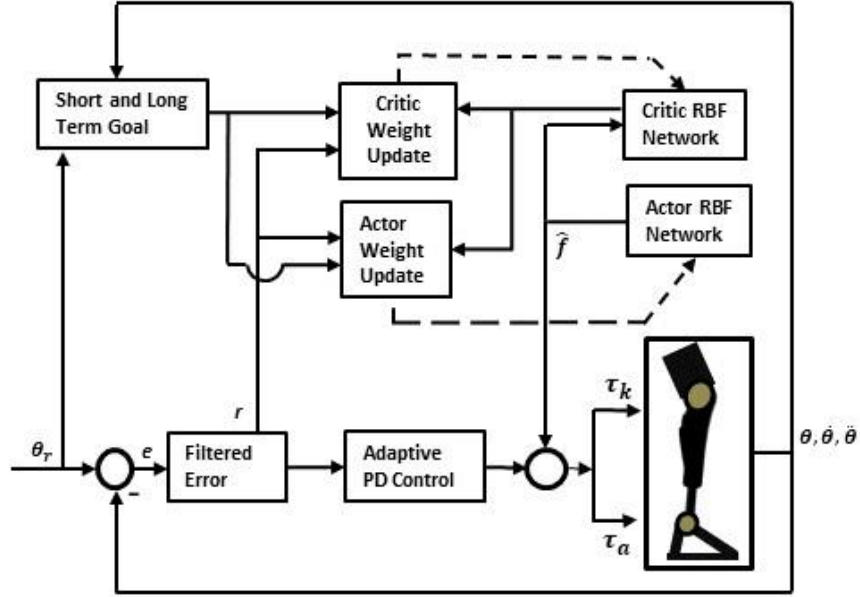 Short and Long
Term Goal
Critic
Weight
Update
Critic RBF
Network
Actor
Weight
Update
Actor RBF
Network
f̂
r
τₖ
θᵣ
e
Filtered
Error
Adaptive
PD Control
θ, θ̇, θ̈
−
τₐ